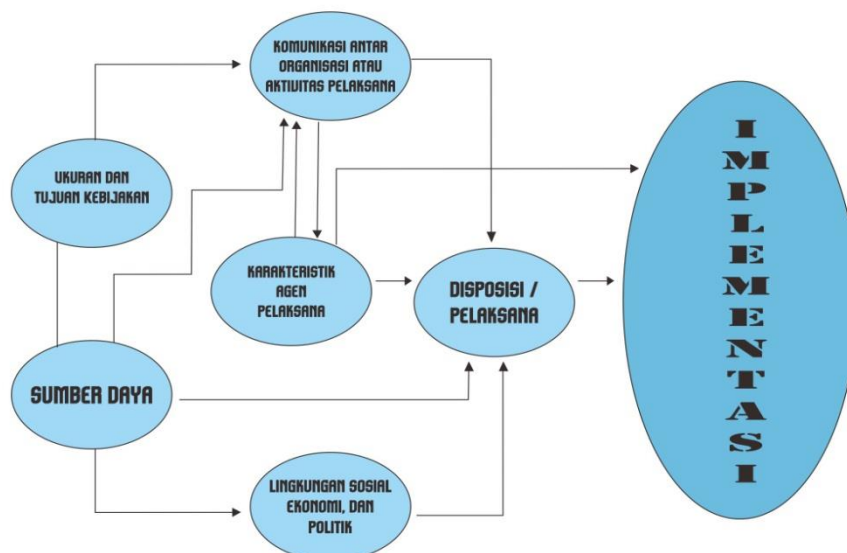 KOMUNIKASI ANTAR
ORGANISASI ATAU
AKTIVITAS PELAKSANA
UKURAN DAN
TUJUAN KEBIJAKAN
KARAKTERISTIK
AGEN
PELAKSANA
DISPOSISI /
PELAKSANA
SUMBER DAYA
LINGKUNGAN SOSIAL
EKONOMI, DAN
POLITIK
IMPLEMENTASI